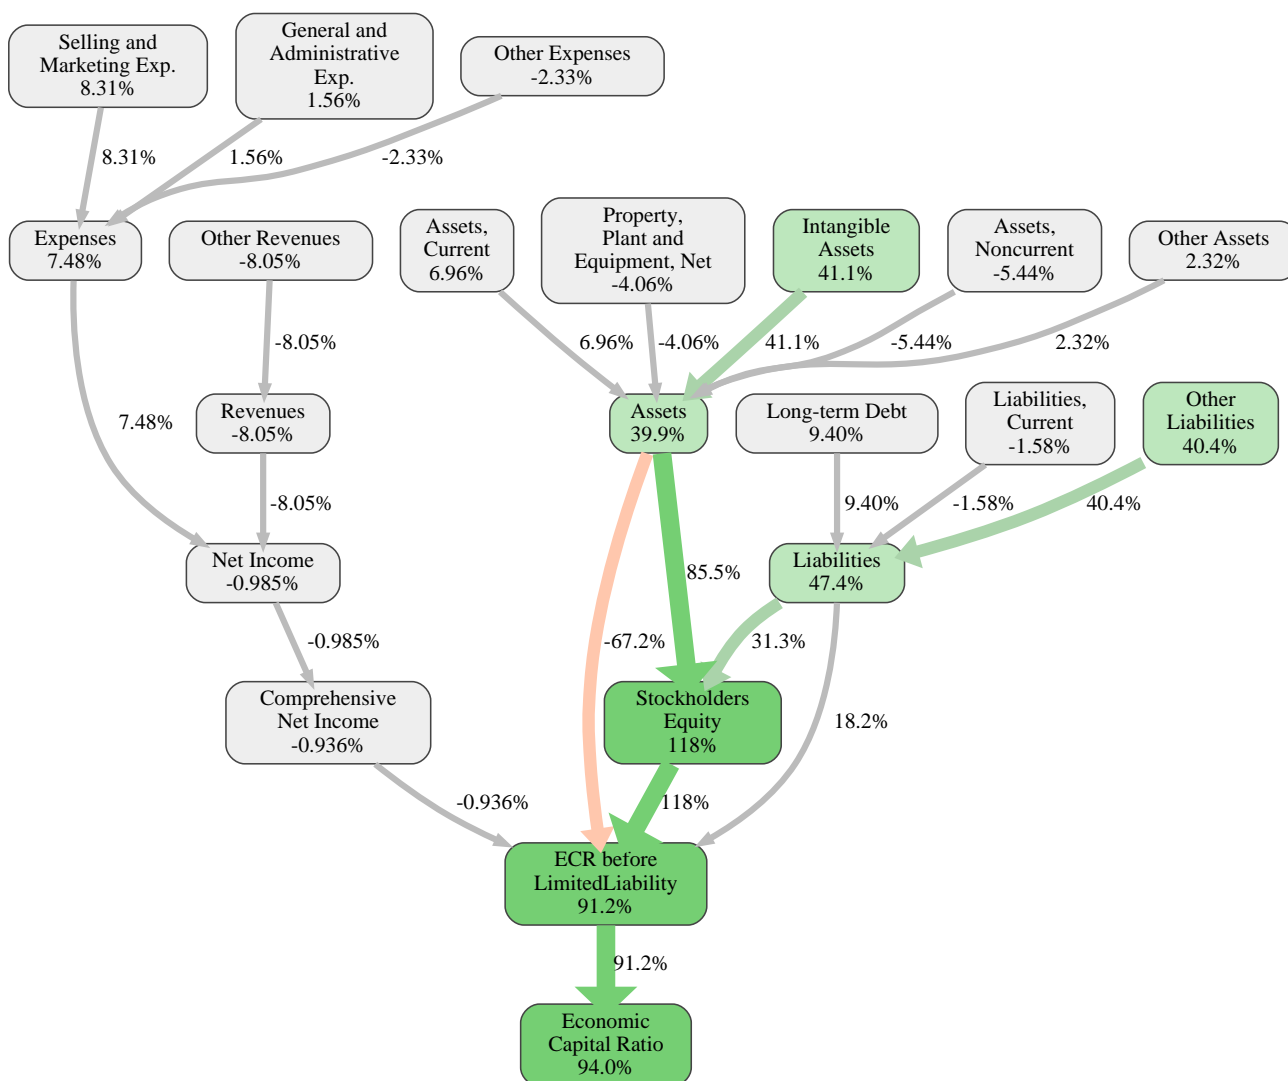 Selling and
Marketing Exp.
8.31%
General and
Administrative
Exp.
1.56%
Other Expenses
-2.33%
8.31%
1.56%
-2.33%
Expenses
7.48%
Other Revenues
-8.05%
Assets,
Current
6.96%
Property,
Plant and
Equipment, Net
-4.06%
Intangible
Assets
41.1%
Assets,
Noncurrent
-5.44%
Other Assets
2.32%
-8.05%
6.96%
-4.06%
41.1%
-5.44%
2.32%
7.48%
Revenues
-8.05%
Assets
39.9%
Long-term Debt
9.40%
Liabilities,
Current
-1.58%
Other
Liabilities
40.4%
-8.05%
9.40%
-1.58%
40.4%
Net Income
-0.985%
85.5%
Liabilities
47.4%
-0.985%
-67.2%
31.3%
Comprehensive
Net Income
-0.936%
Stockholders
Equity
118%
18.2%
-0.936%
118%
ECR before
LimitedLiability
91.2%
91.2%
Economic
Capital Ratio
94.0%